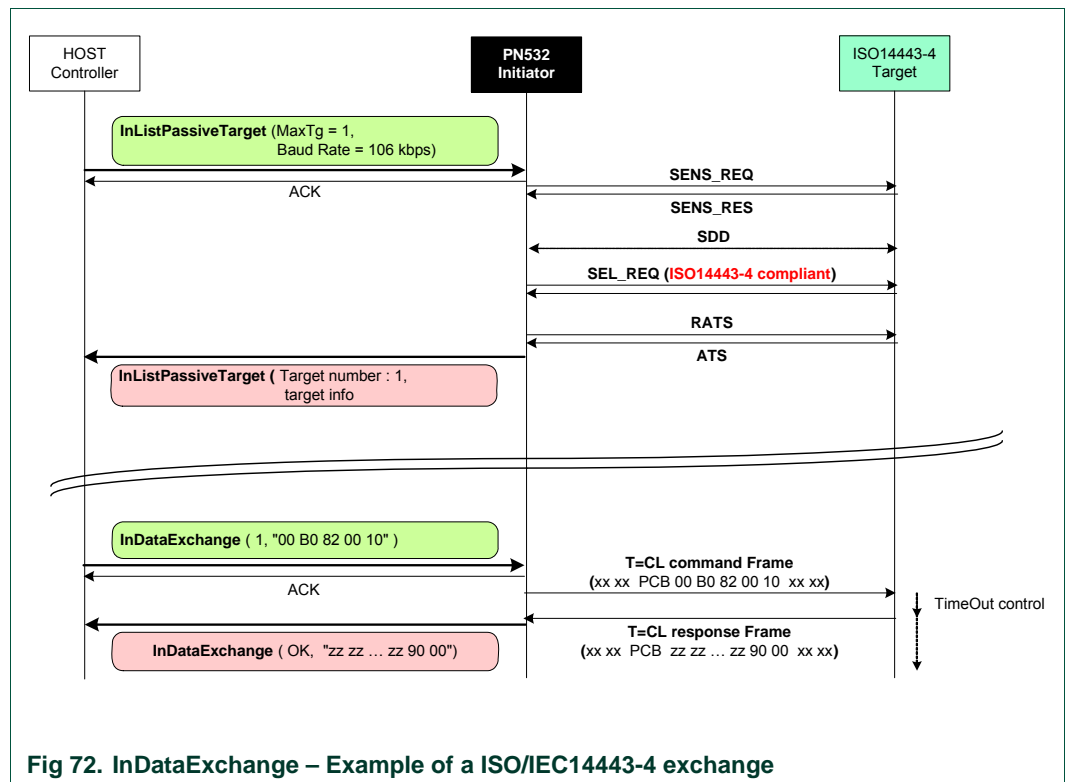 HOST
Controller
PN532
Initiator
ISO14443-4
Target
InListPassiveTarget (MaxTg = 1,
Baud Rate = 106 kbps)
ACK
SENS_REQ
SENS_RES
SDD
SEL_REQ (ISO14443-4 compliant)
RATS
ATS
InListPassiveTarget ( Target number : 1,
target info
InDataExchange ( 1, "00 B0 82 00 10" )
ACK
T=CL command Frame
(xx xx PCB 00 B0 82 00 10 xx xx)
TimeOut control
T=CL response Frame
(xx xx PCB zz zz … zz 90 00 xx xx)
InDataExchange ( OK, "zz zz … zz 90 00")
Fig 72. InDataExchange – Example of a ISO/IEC14443-4 exchange